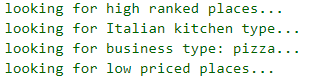 looking for high ranked places...
looking for Italian kitchen type...
looking for business type: pizza...
looking for low priced places...